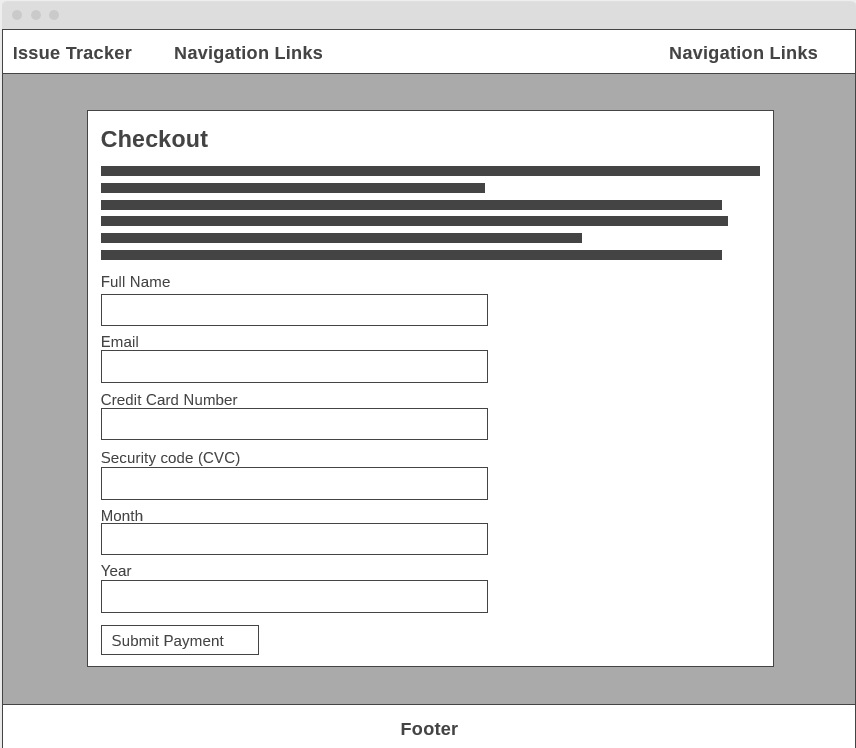 Issue Tracker Navigation Links Navigation Links
Checkout
Full Name
Email
Credit Card Number
Security code (CVC)
Month
Year
Submit Payment
Footer